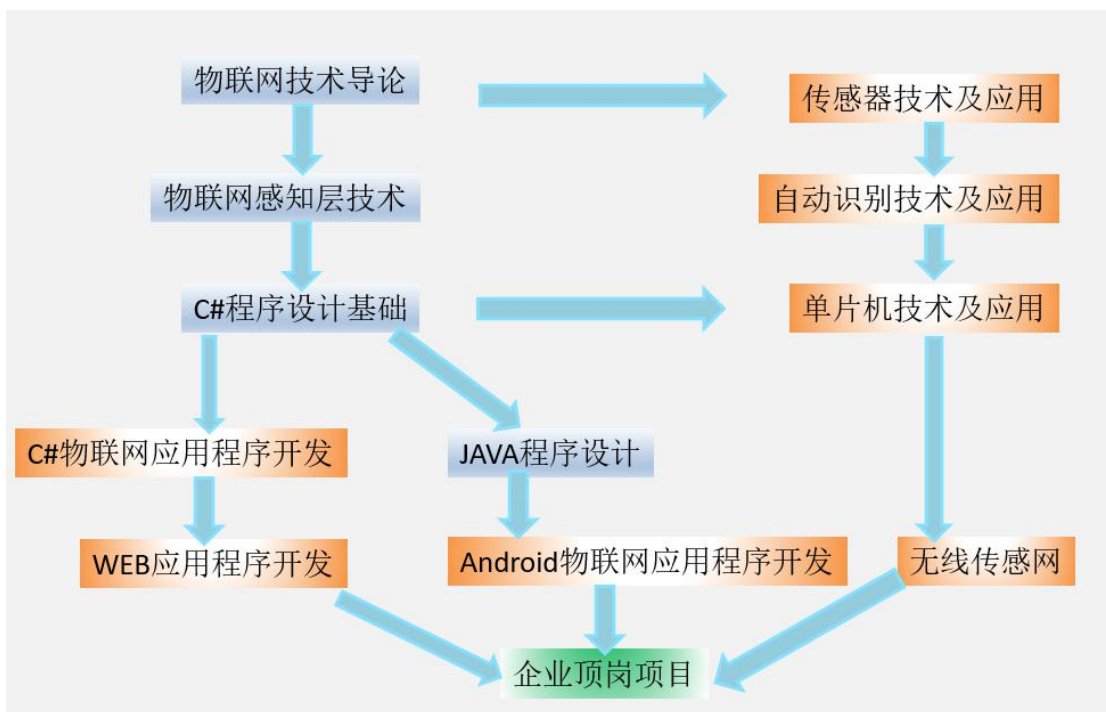 物联网技术导论
传感器技术及应用
物联网感知层技术
自动识别技术及应用
C#程序设计基础
单片机技术及应用
C#物联网应用程序开发
JAVA程序设计
WEB应用程序开发
Android物联网应用程序开发
无线传感网
企业顶岗项目